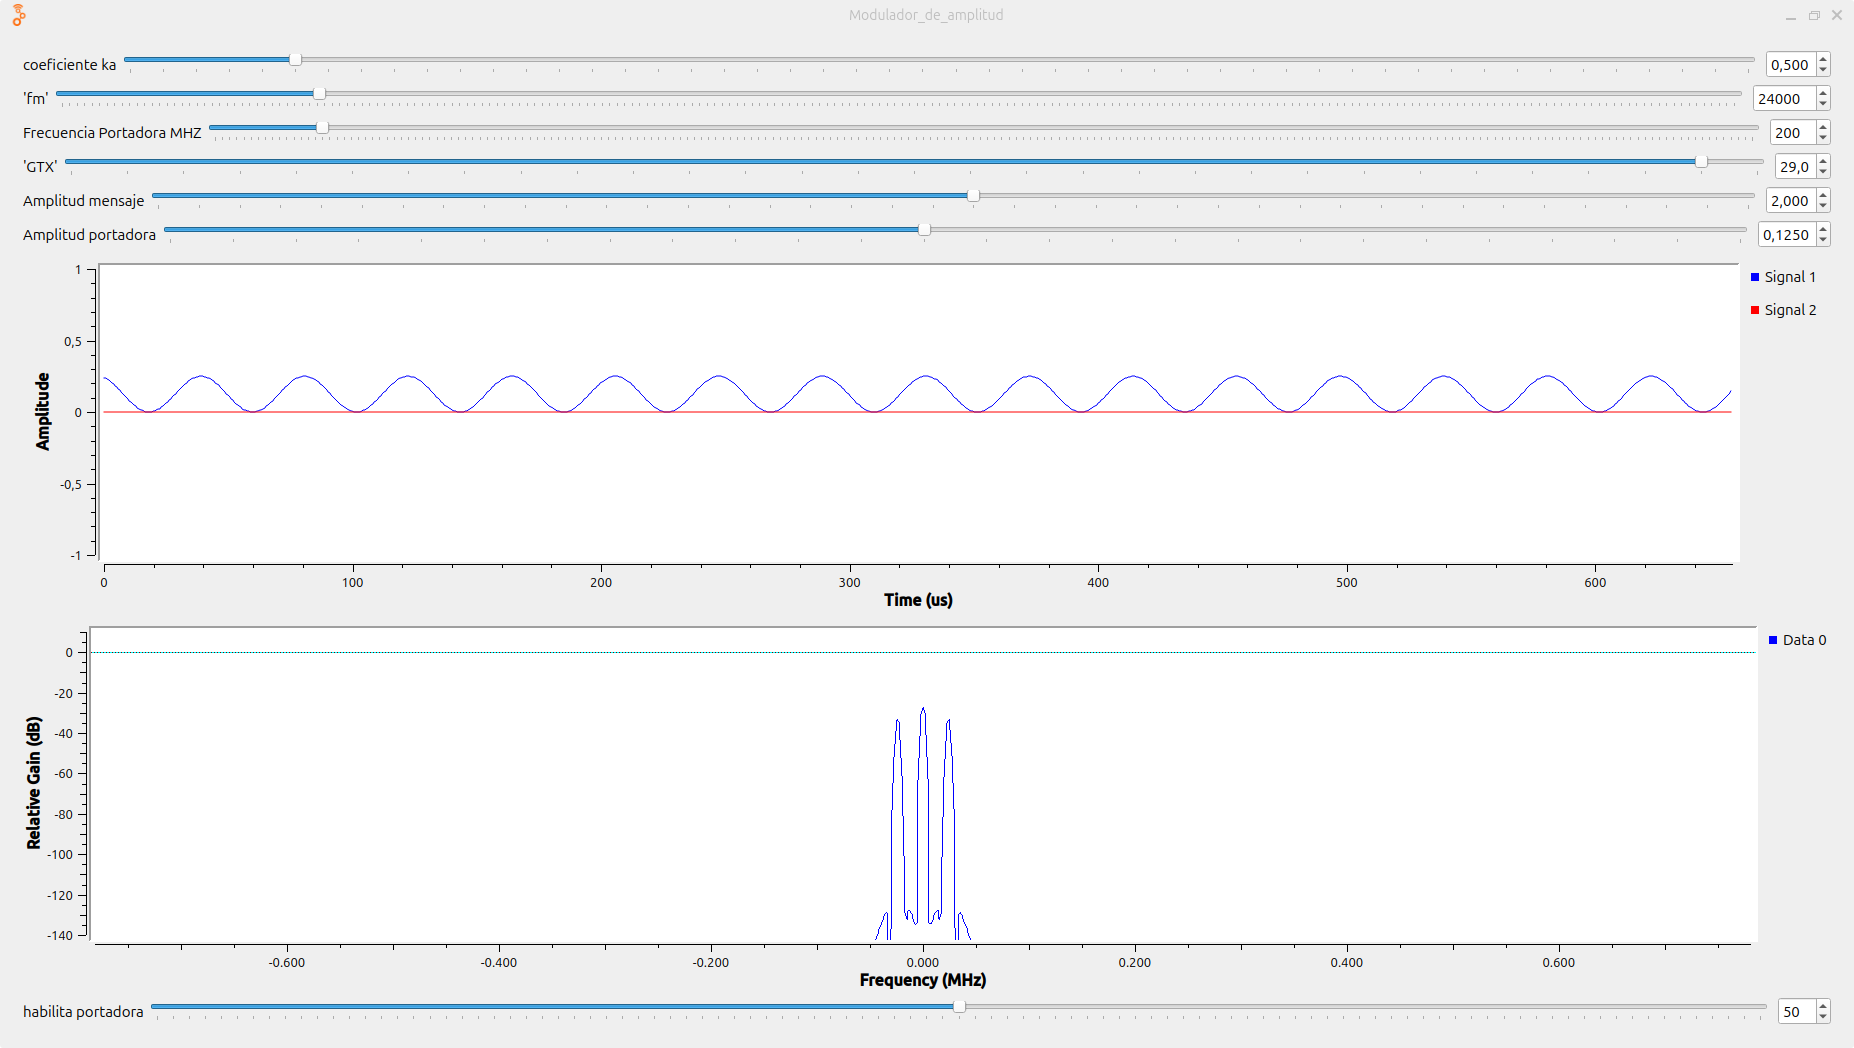 Modulador_de_amplitud
coeficiente ka 0,500
'fm' 24000
Frecuencia Portadora MHZ 200
'GTX' 29,0
Amplitud mensaje 2,000
Amplitud portadora 0,1250
1
0,5
0
-0,5
-1
Amplitude
0 100 200 300 400 500 600
Time (us)
Signal 1
Signal 2
0
-20
-40
-60
-80
-100
-120
-140
Relative Gain (dB)
-0.600 -0.400 -0.200 0.000 0.200 0.400 0.600
Frequency (MHz)
Data 0
habilita portadora 50